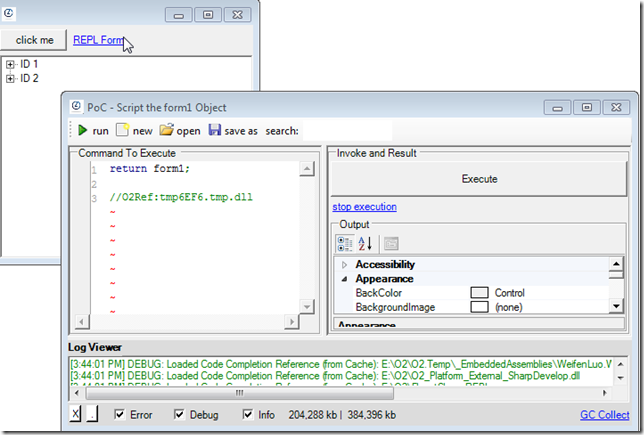 click me REPL Form
ID 1
ID 2
PoC - Script the form1 Object
run new open save as search:
Command To Execute
1 return form1;
2
3 //O2Ref:tmp6EF6.tmp.dll
~
~
~
~
~
~
~
~
Invoke and Result
Execute
stop execution
Output
Accessibility
Appearance
BackColor Control
BackgroundImage (none)
Appearance
Log Viewer
[3:44:01 PM] DEBUG: Loaded Code Completion Reference (from Cache): E:\O2\O2.Temp\_EmbeddedAssemblies\WeifenLuo.W
[3:44:01 PM] DEBUG: Loaded Code Completion Reference (from Cache): E:\O2\O2_Platform_External_SharpDevelop.dll
X . Error Debug Info 204,288 kb | 384,396 kb GC Collect